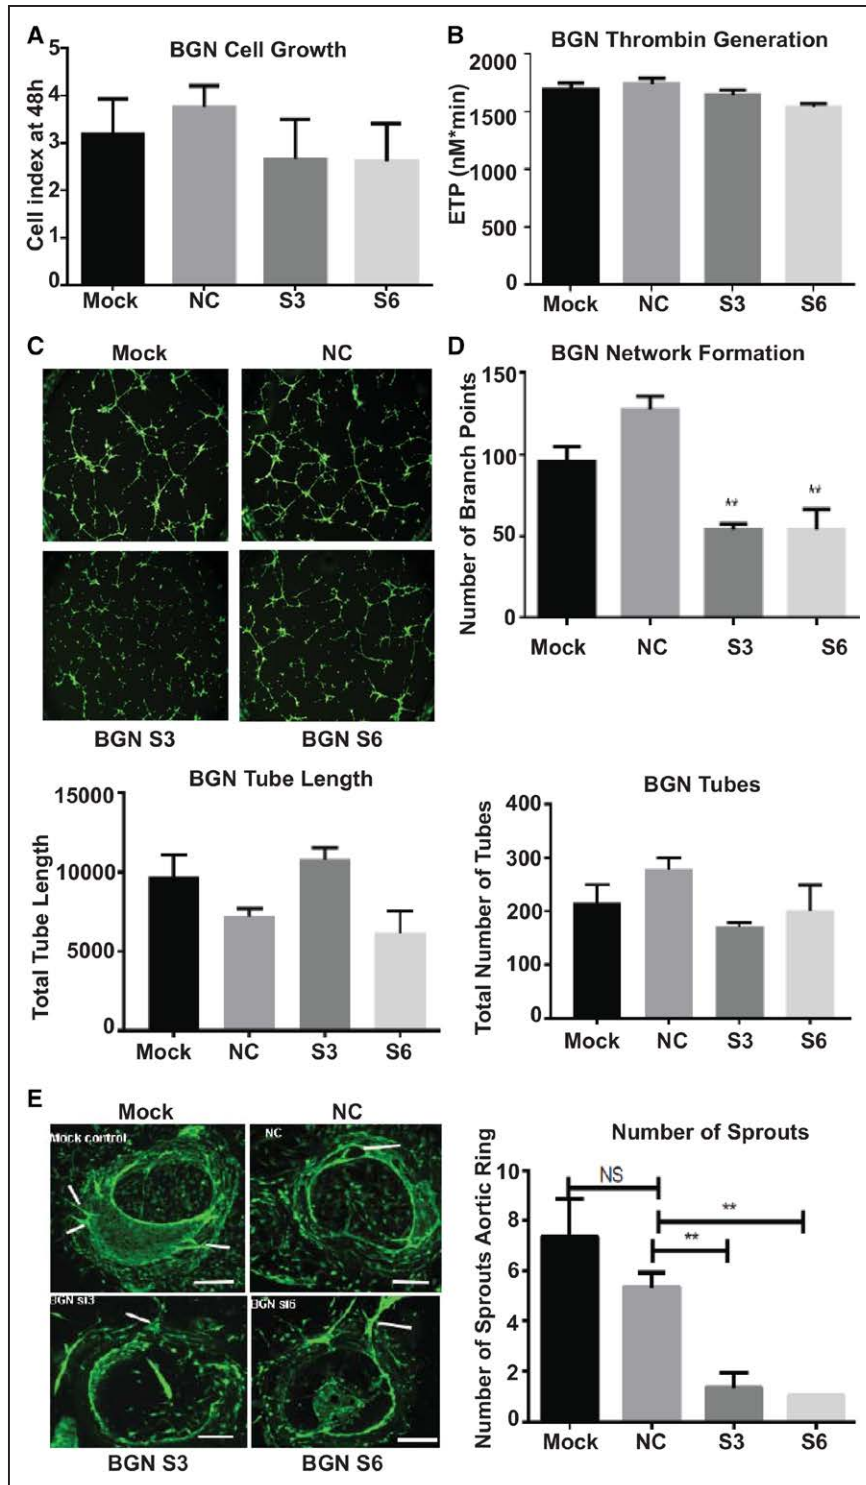 A
BGN Cell Growth
Cell index at 48h
5
4
3
2
1
0
Mock NC S3 S6
B
BGN Thrombin Generation
ETP (nM*min)
2000
1500
1000
500
0
Mock NC S3 S6
C
Mock NC
BGN S3 BGN S6
D
BGN Network Formation
Number of Branch Points
150
100
50
0
** **
Mock NC S3 S6
BGN Tube Length
Total Tube Length
15000
10000
5000
0
Mock NC S3 S6
BGN Tubes
Total Number of Tubes
400
300
200
100
0
Mock NC S3 S6
E
Mock NC
Mock control
NC
BGN si3
BGN si6
BGN S3 BGN S6
Number of Sprouts
Number of Sprouts Aortic Ring
10
8
6
4
2
0
NS
**
**
Mock NC S3 S6